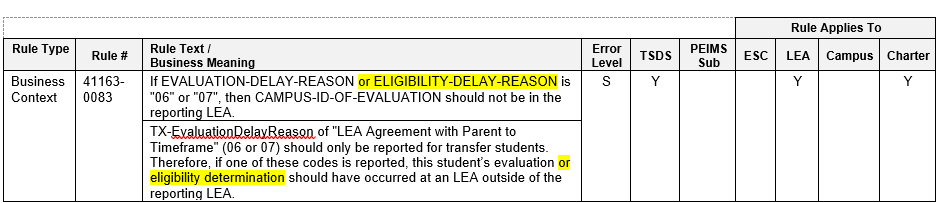 Rule Applies To
Rule Type Rule # Rule Text / Error TSDS PEIMS ESC LEA Campus Charter
Business Meaning Level Sub
Business 41163- If EVALUATION-DELAY-REASON or ELIGIBILITY-DELAY-REASON is S Y Y Y
Context 0083 "06" or "07", then CAMPUS-ID-OF-EVALUATION should not be in the
reporting LEA.
TX-EvaluationDelayReason of "LEA Agreement with Parent to
Timeframe" (06 or 07) should only be reported for transfer students.
Therefore, if one of these codes is reported, this student's evaluation or
eligibility determination should have occurred at an LEA outside of the
reporting LEA.